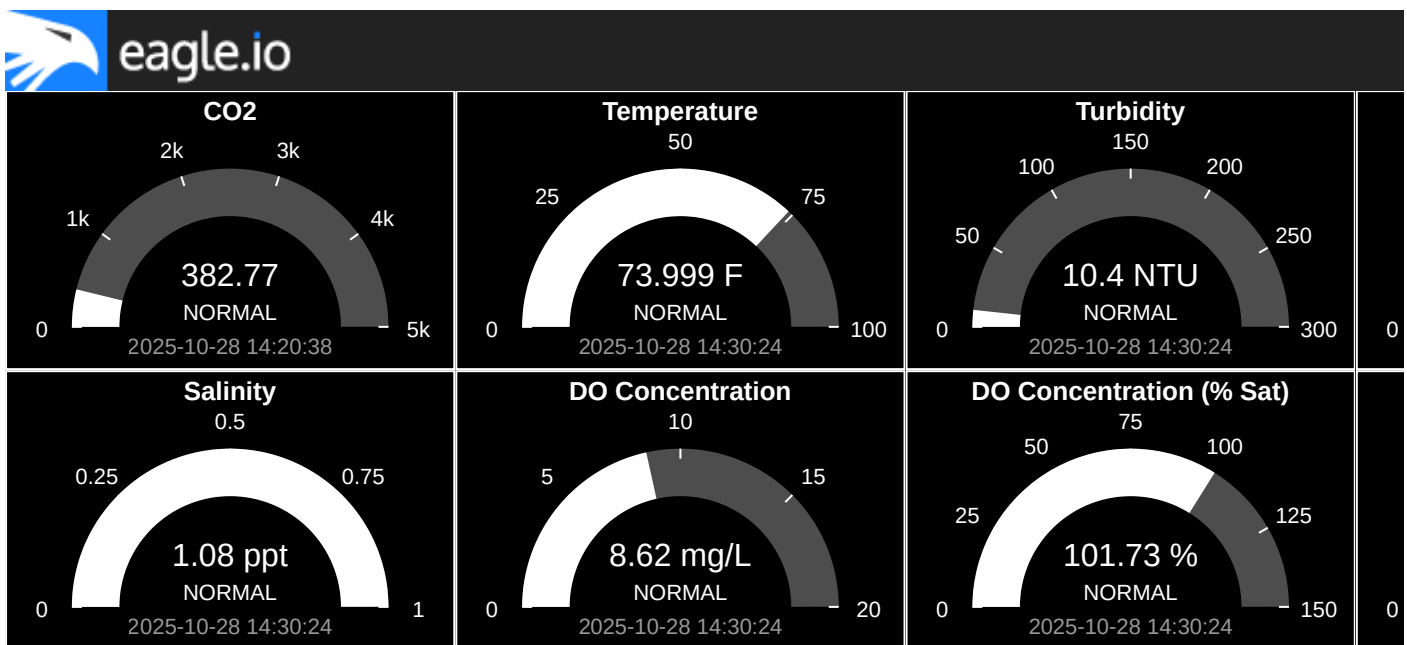 eagle.io
CO2
0
1k
2k
3k
4k
5k
382.77
NORMAL
2025-10-28 14:20:38
Temperature
0
25
50
75
100
73.999 F
NORMAL
2025-10-28 14:30:24
Turbidity
0
50
100
150
200
250
300
10.4 NTU
NORMAL
2025-10-28 14:30:24
0
Salinity
0
0.25
0.5
0.75
1
1.08 ppt
NORMAL
2025-10-28 14:30:24
DO Concentration
0
5
10
15
20
8.62 mg/L
NORMAL
2025-10-28 14:30:24
DO Concentration (% Sat)
0
25
50
75
100
125
150
101.73 %
NORMAL
2025-10-28 14:30:24
0